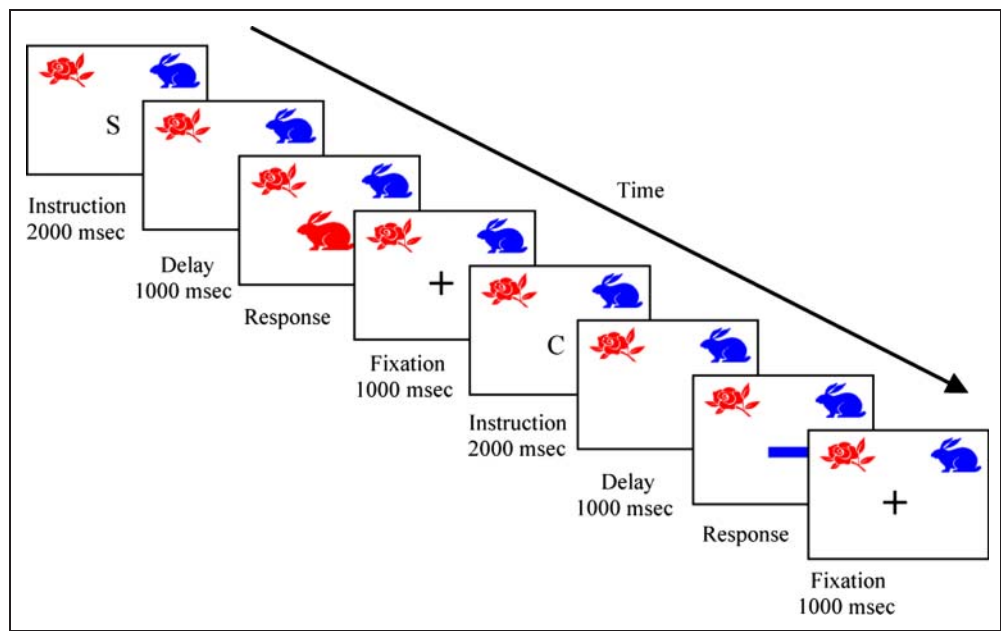 S
Instruction
2000 msec
Delay
1000 msec
Response
+
Fixation
1000 msec
Time
C
Instruction
2000 msec
Delay
1000 msec
Response
+
Fixation
1000 msec